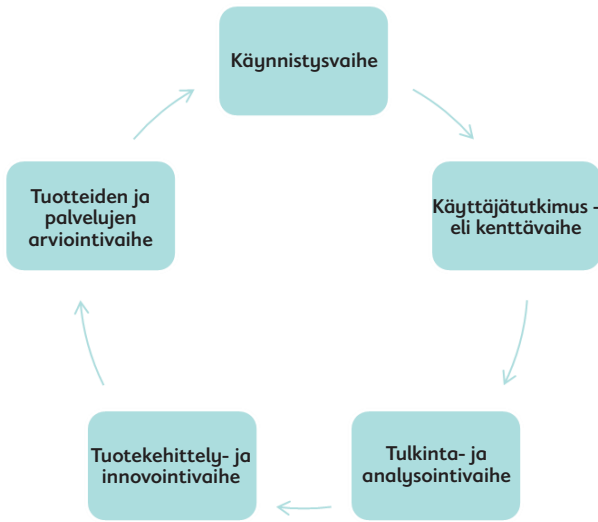 Käynnistysvaihe
Käyttäjätutkimus -
eli kenttävaihe
Tulkinta- ja
analysointivaihe
Tuotekehittely- ja
innovointivaihe
Tuotteiden ja
palvelujen
arviointivaihe